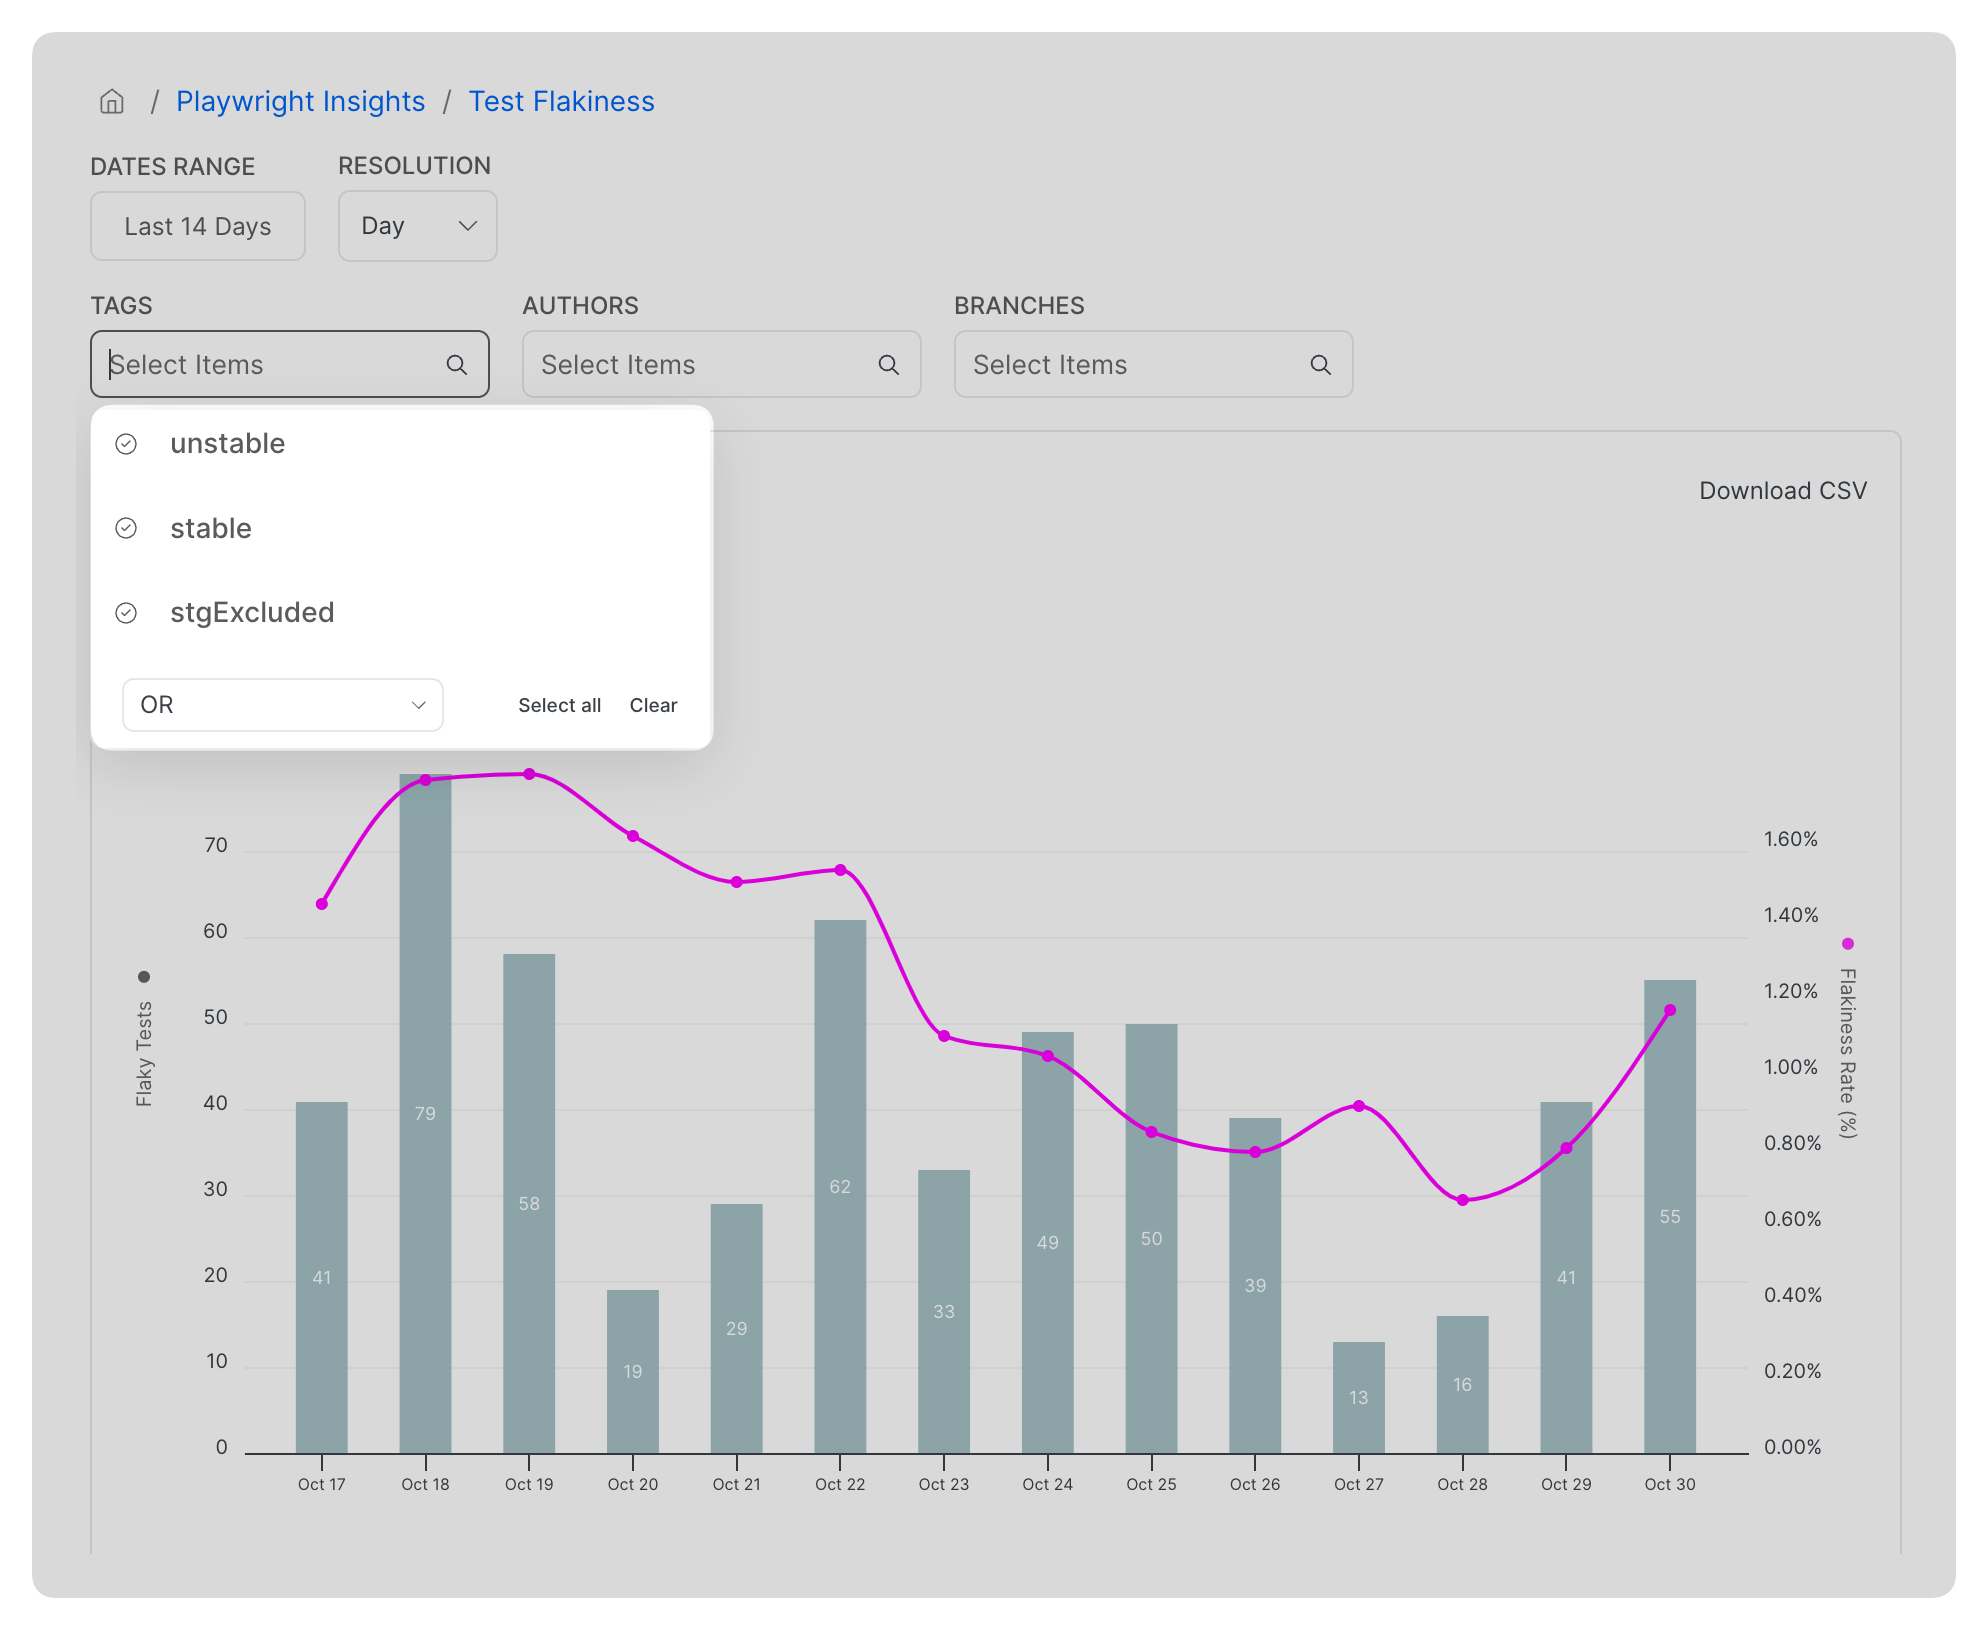 / Playwright Insights / Test Flakiness
DATES RANGE RESOLUTION
Last 14 Days Day
TAGS AUTHORS BRANCHES
Select Items Select Items Select Items
unstable
Download CSV
stable
stgExcluded
OR Select all Clear
70 1.60%
60 1.40%
50 1.20%
40 1.00%
30 0.80%
20 0.60%
10 0.40%
0 0.20%
0.00%
Flaky Tests
Flakiness Rate (%)
41 79 58 19 29 62 33 49 50 39 13 16 41 55
Oct 17 Oct 18 Oct 19 Oct 20 Oct 21 Oct 22 Oct 23 Oct 24 Oct 25 Oct 26 Oct 27 Oct 28 Oct 29 Oct 30